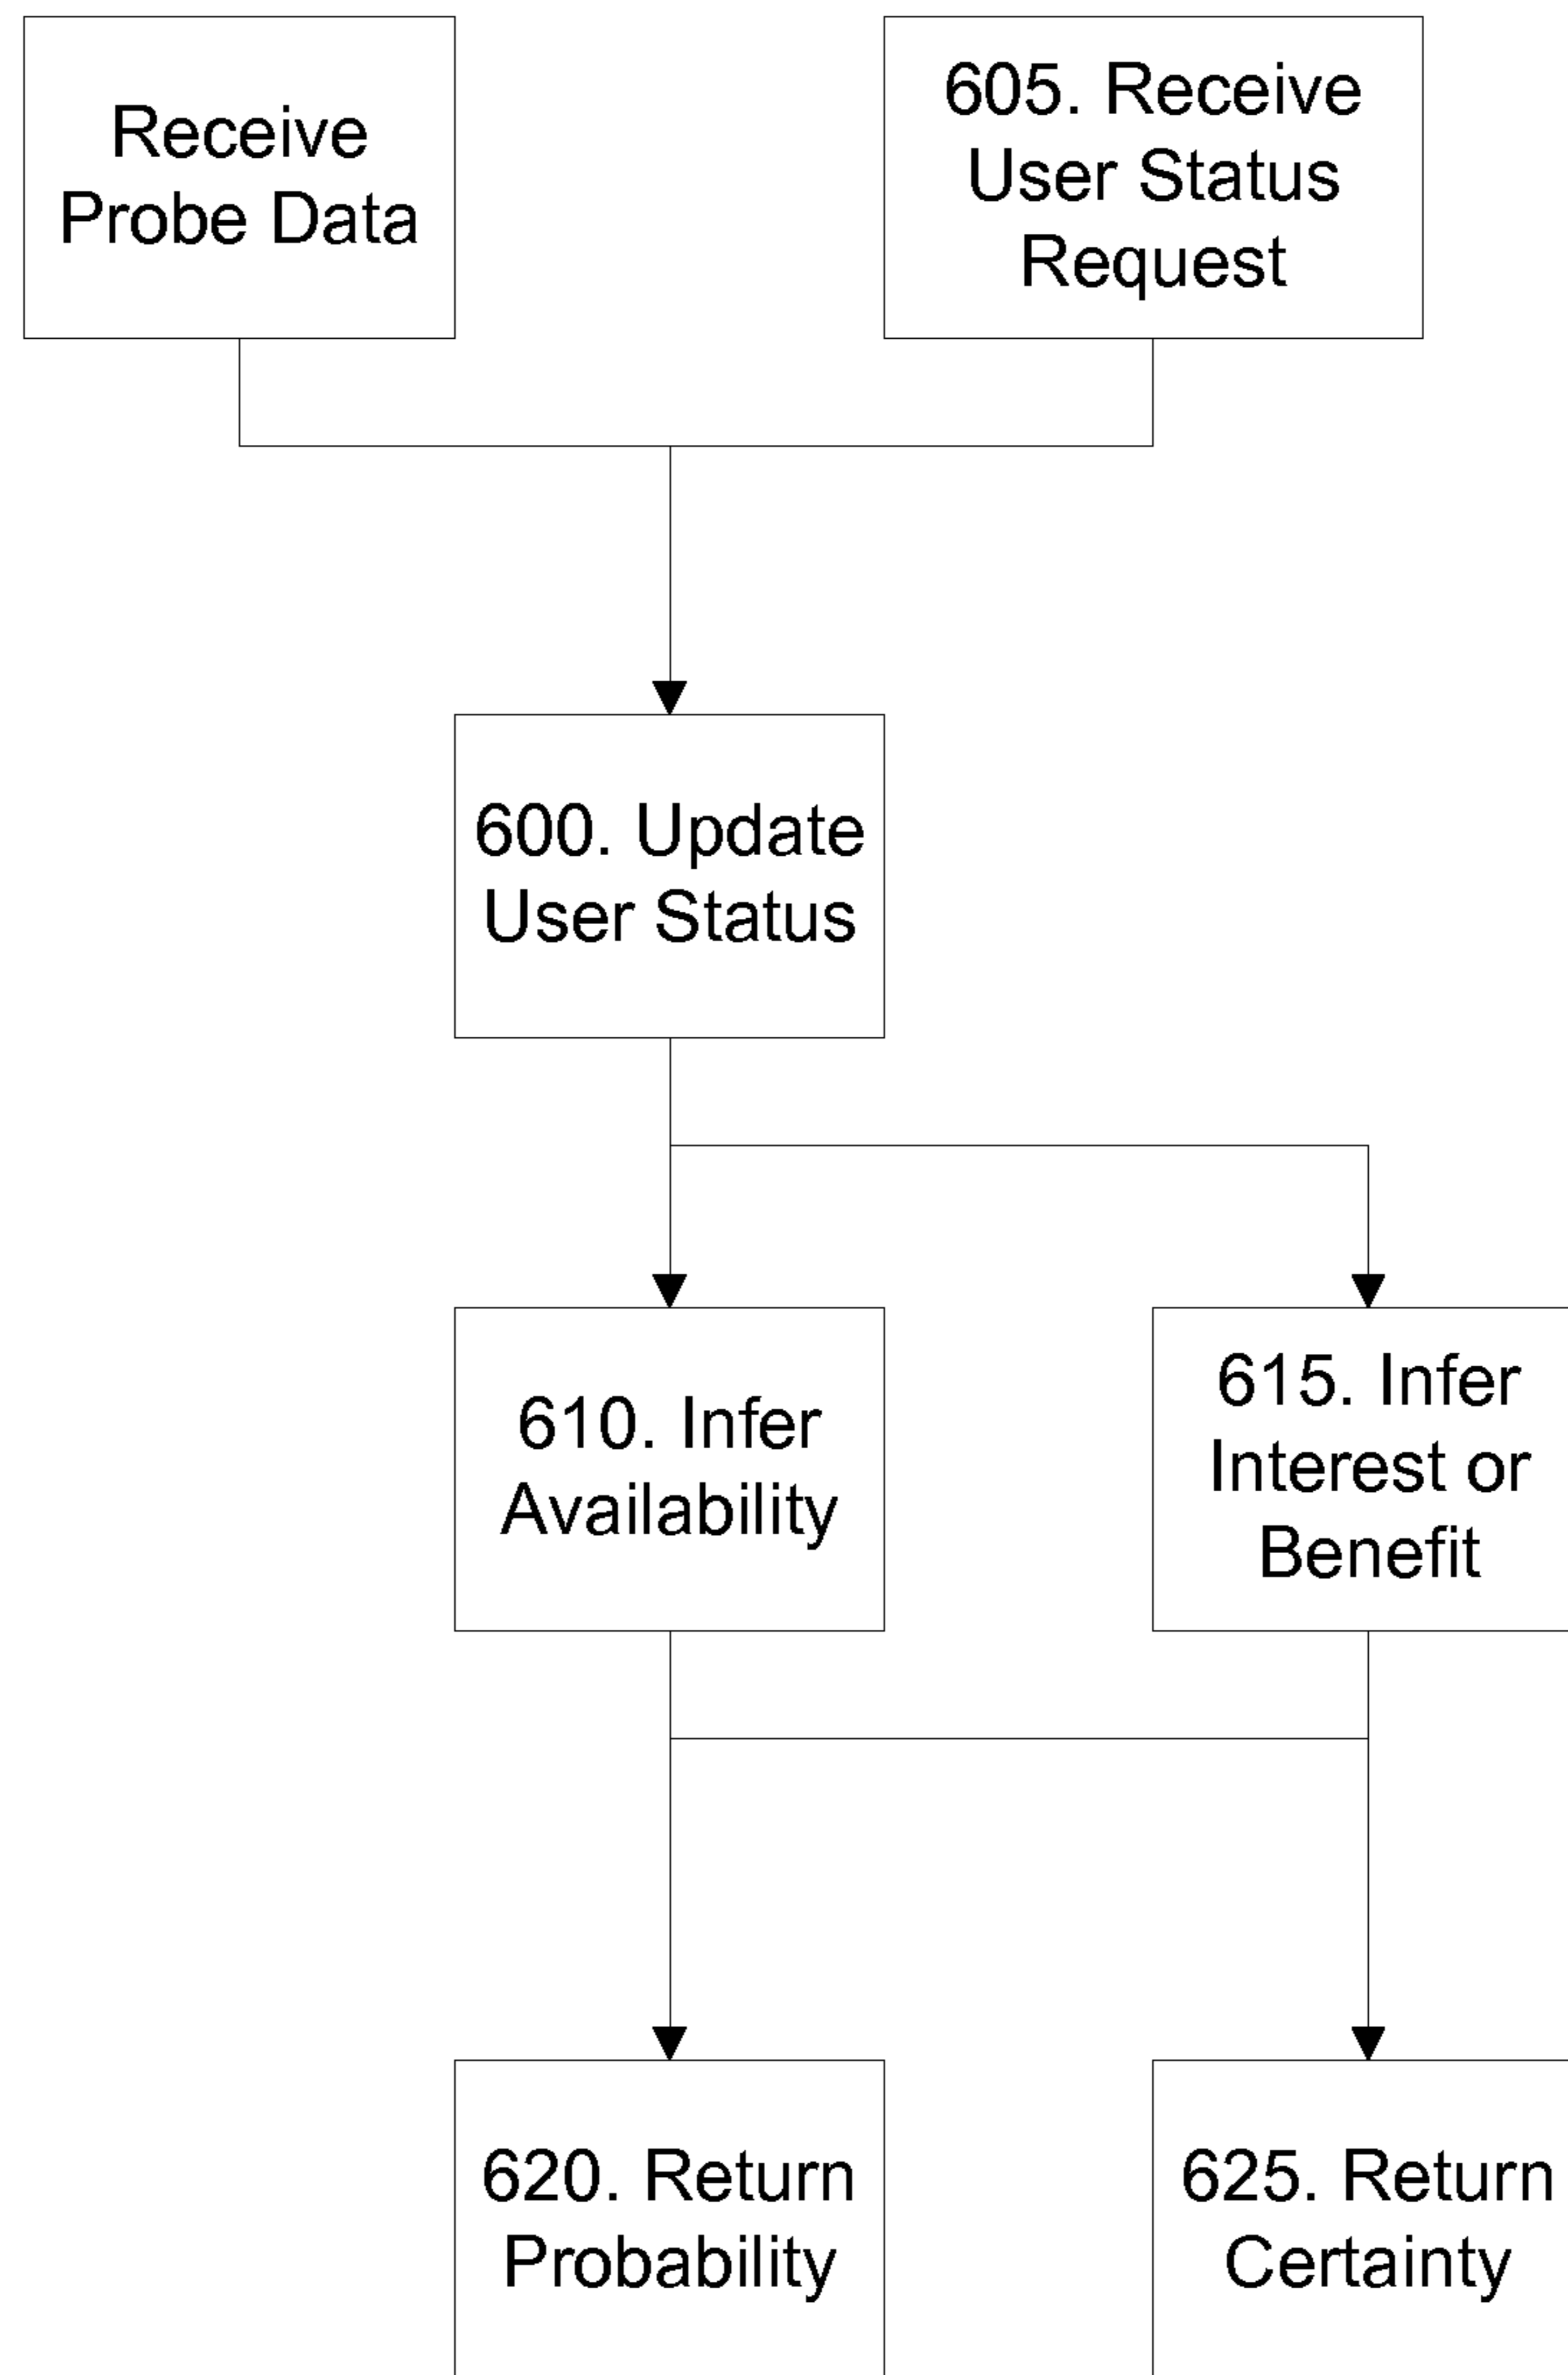 Receive
Probe Data
605. Receive
User Status
Request
600. Update
User Status
610. Infer
Availability
615. Infer
Interest or
Benefit
620. Return
Probability
625. Return
Certainty